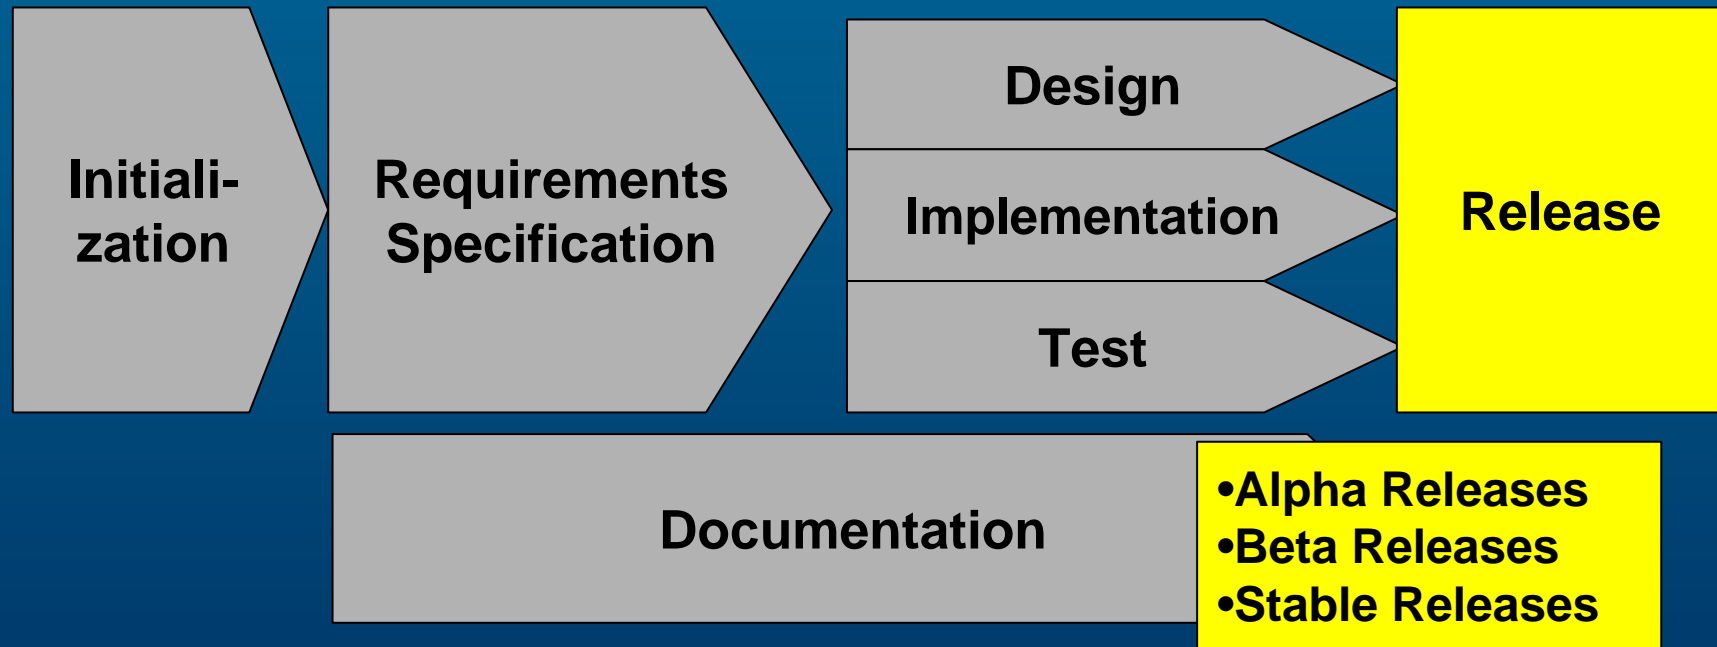 Initiali-
zation
Requirements
Specification
Design
Implementation
Test
Release
Documentation
•Alpha Releases
•Beta Releases
•Stable Releases